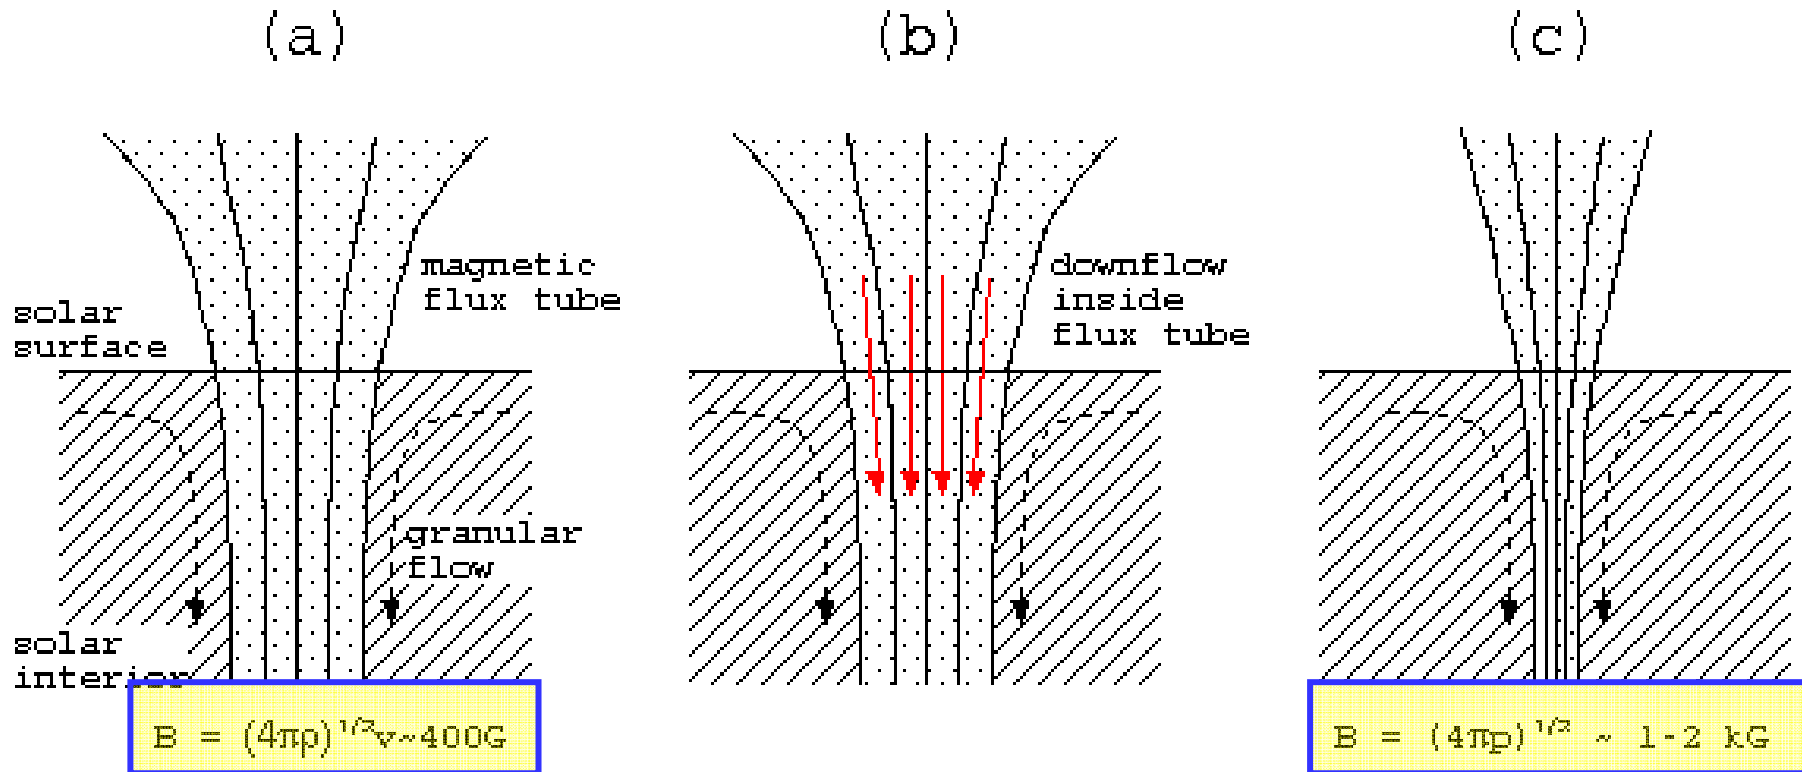 (a)
(b)
(c)
magnetic
flux tube
solar
surface
granular
flow
solar
interior
B = (4πρ)^1/2 v~400G
downflow
inside
flux tube
B = (4πp)^1/2 ~ 1-2 kG